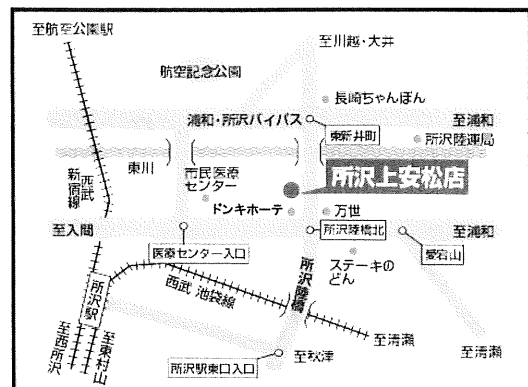 至航空公園駅
至川越・大井
航空記念公園
長崎ちゃんぽん
浦和・所沢バイパス
至浦和
東新井町
所沢陸運局
東川
市民医療
センター
所沢上安松店
西武
新宿線
ドンキホーテ
万世
至入間
所沢陸橋北
至浦和
医療センター入口
愛宕山
所沢陸橋
ステーキの
どん
西武 池袋線
所沢駅
至西所沢
至東村山
所沢駅東口入口
至秋津
至清瀬
至清瀬